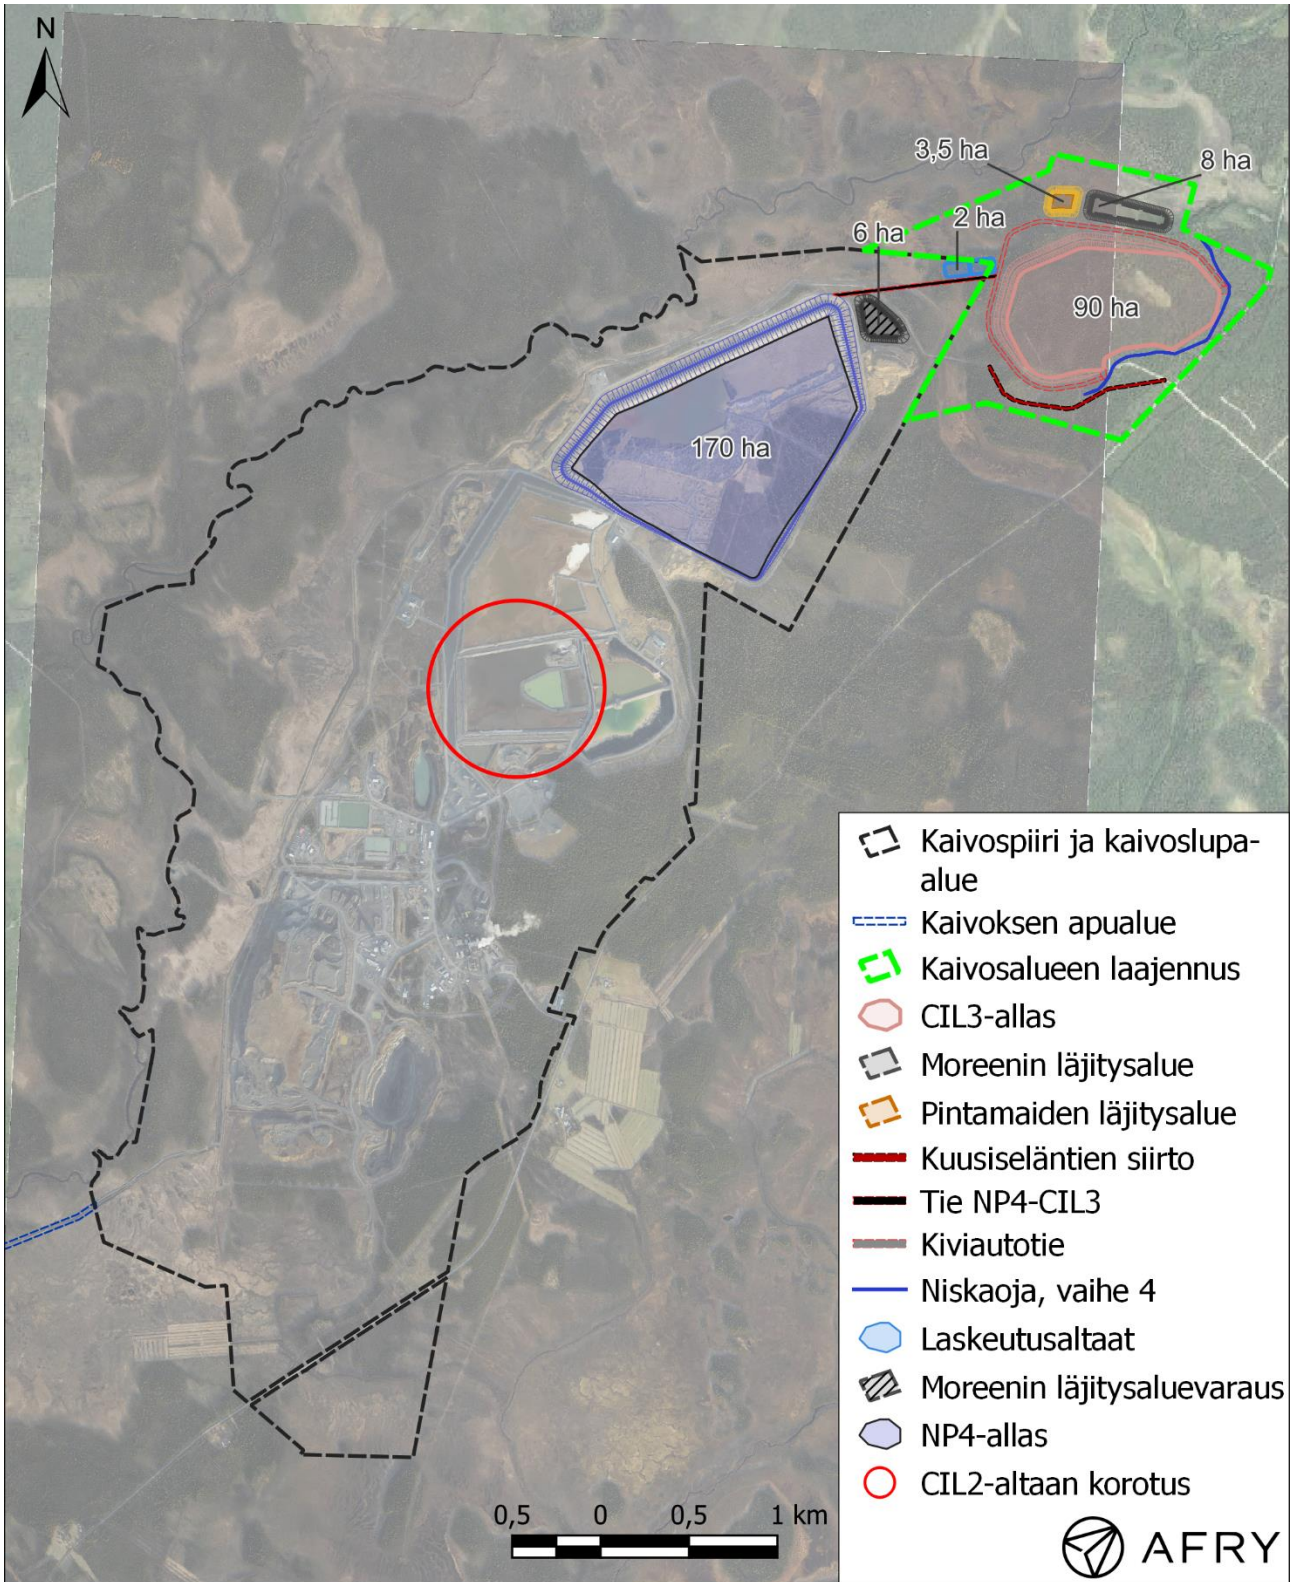 N
3,5 ha
8 ha
6 ha
2 ha
90 ha
170 ha
Kaivospiiri ja kaivoslupa-
alue
Kaivoksen apualue
Kaivosalueen laajennus
CIL3-allas
Moreenin läjitysalue
Pintamaiden läjitysalue
Kuusiseläntien siirto
Tie NP4-CIL3
Kiviautotie
Niskaoja, vaihe 4
Laskeutusaltaat
Moreenin läjitysaluevaraus
NP4-allas
CIL2-altaan korotus
0,5 0 0,5 1 km
AFRY